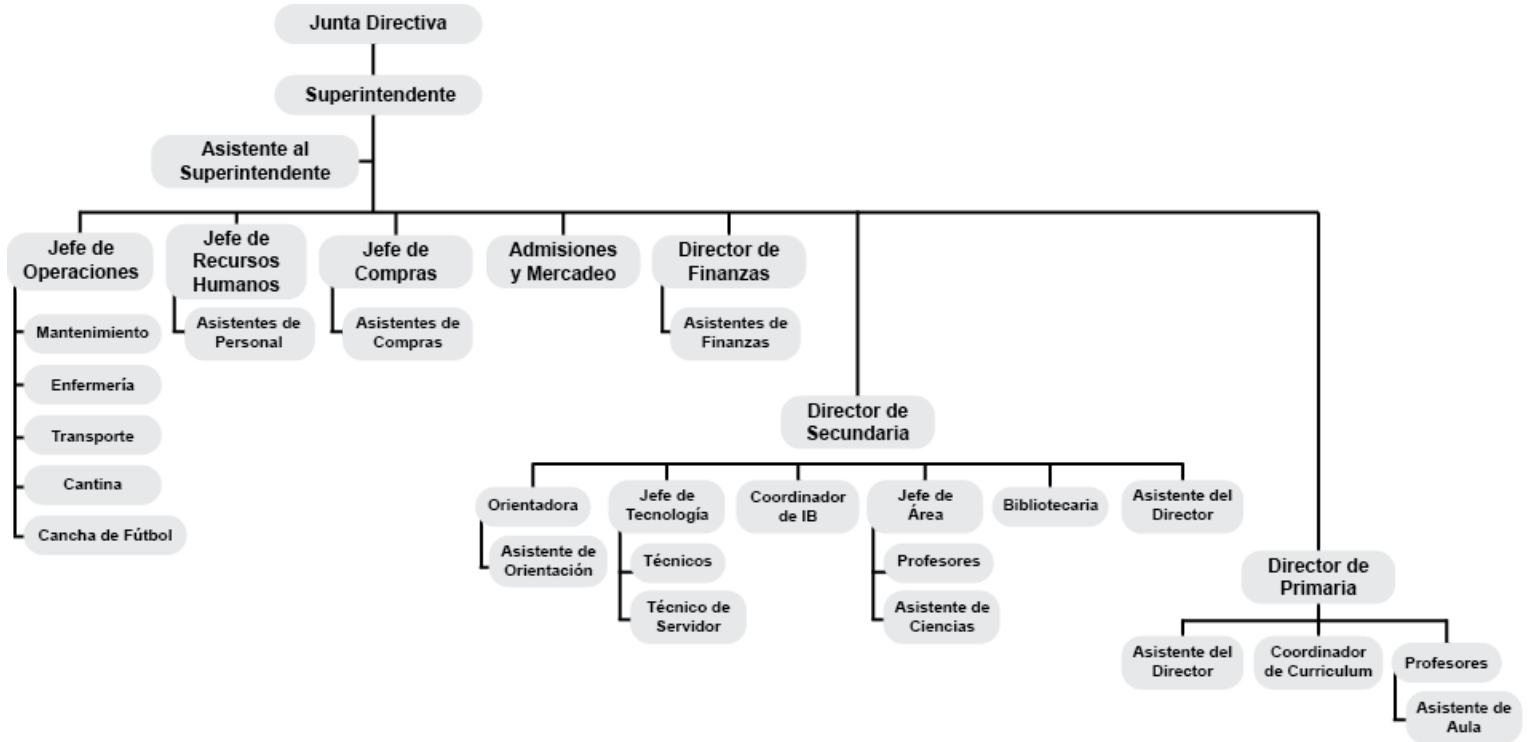 Junta Directiva
Superintendente
Asistente al
Superintendente
Jefe de
Operaciones
Jefe de
Recursos
Humanos
Jefe de
Compras
Admisiones
y Mercadeo
Director de
Finanzas
Mantenimiento
Enfermería
Transporte
Cantina
Cancha de Fútbol
Asistentes de
Personal
Asistentes de
Compras
Asistentes de
Finanzas
Director de
Secundaria
Orientadora
Asistente de
Orientación
Jefe de
Tecnología
Técnicos
Técnico de
Servidor
Coordinador
de IB
Jefe de
Área
Profesores
Asistente de
Ciencias
Bibliotecaria
Asistente del
Director
Director de
Primaria
Asistente del
Director
Coordinador
de Curriculum
Profesores
Asistente de
Aula